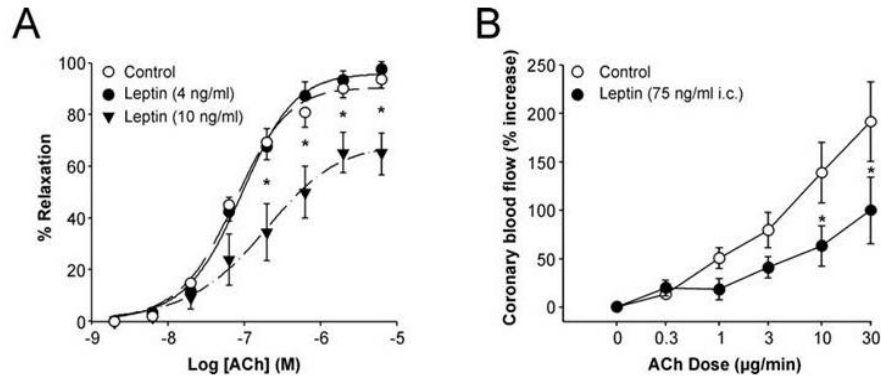 A
100
80
60
40
20
0
% Relaxation
Control
Leptin (4 ng/ml)
Leptin (10 ng/ml)
*
*
*
*
-9
-8
-7
-6
-5
Log [ACh] (M)
B
250
200
150
100
50
0
Coronary blood flow (% increase)
Control
Leptin (75 ng/ml i.c.)
*
*
0
0.3
1
3
10
30
ACh Dose (µg/min)